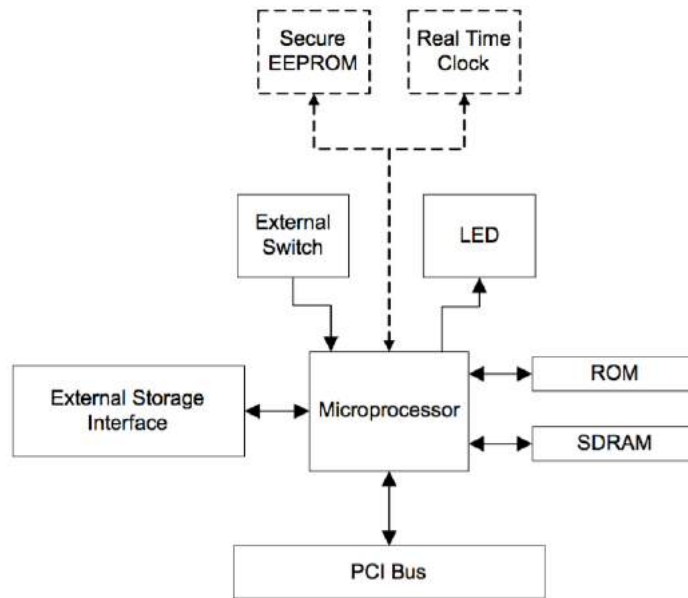 Secure
EEPROM
Real Time
Clock
External
Switch
LED
External Storage
Interface
Microprocessor
ROM
SDRAM
PCI Bus